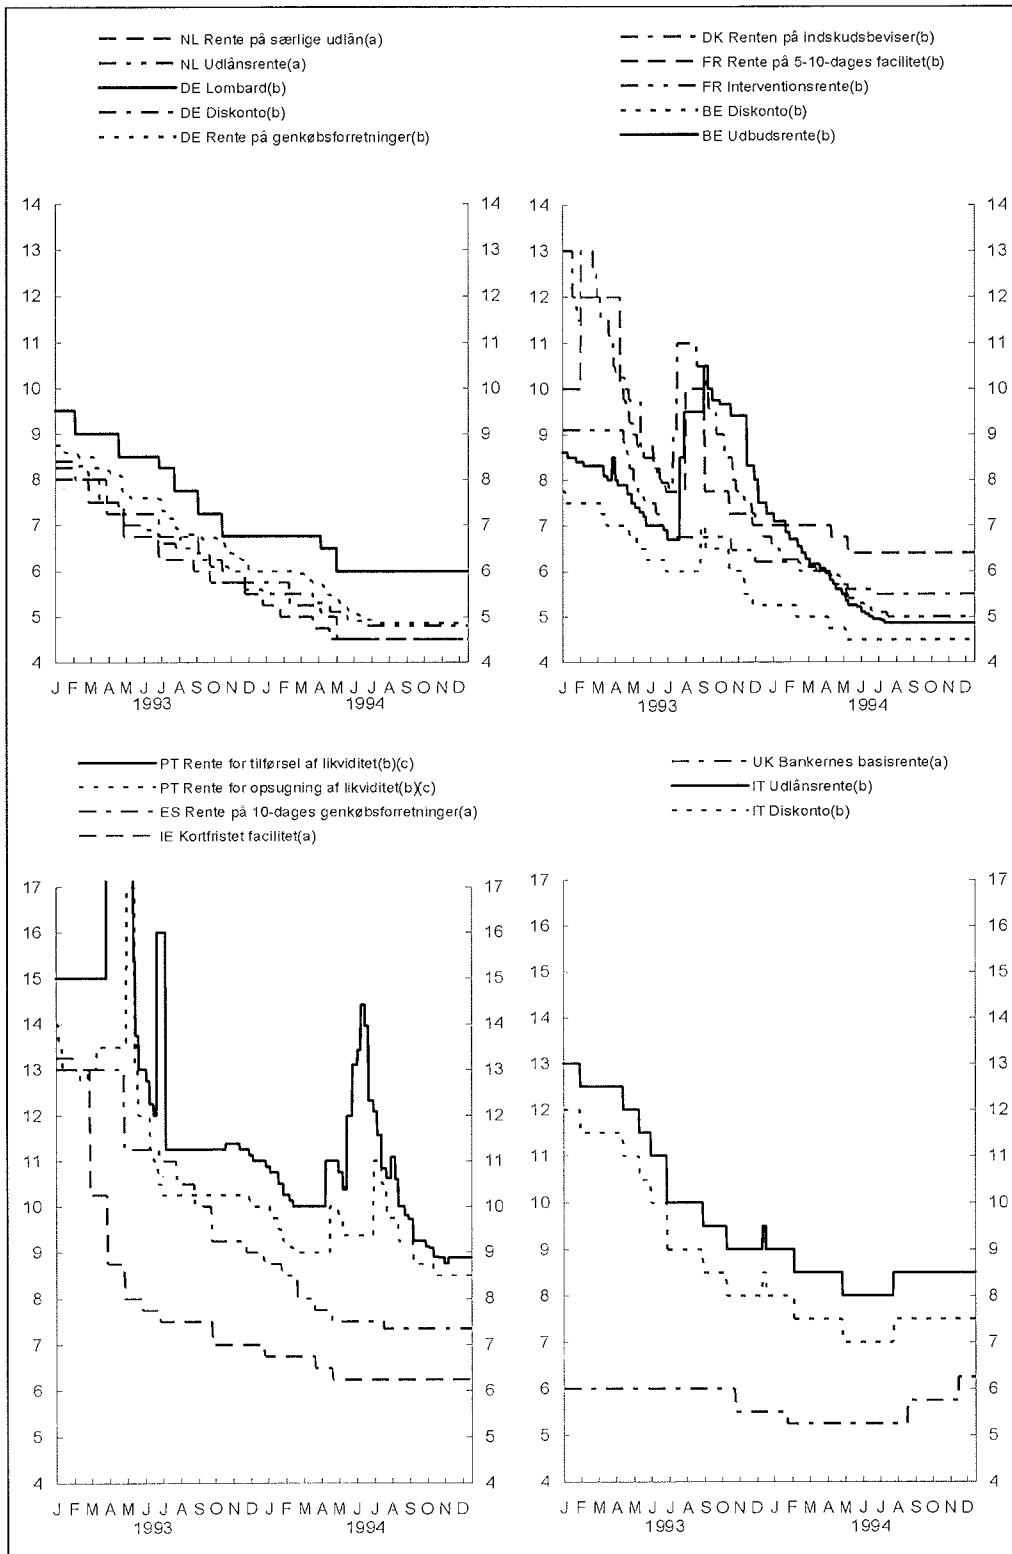 NL Rente på særlige udlån(a)
NL Udlånsrente(a)
DE Lombard(b)
DE Diskonto(b)
DE Rente på genkøbsforretninger(b)
DK Renten på indskudsbeviser(b)
FR Rente på 5-10-dages facilitet(b)
FR Interventionsrente(b)
BE Diskonto(b)
BE Udbudsrente(b)
14 14
13 13
12 12
11 11
10 10
9 9
8 8
7 7
6 6
5 5
4 4
J F M A M J J A S O N D J F M A M J J A S O N D
1993 1994
14 14
13 13
12 12
11 11
10 10
9 9
8 8
7 7
6 6
5 5
4 4
J F M A M J J A S O N D J F M A M J J A S O N D
1993 1994
PT Rente for tilførsel af likviditet(b)(c)
PT Rente for opsugning af likviditet(b)(c)
ES Rente på 10-dages genkøbsforretninger(a)
IE Kortfristet facilitet(a)
UK Bankernes basisrente(a)
IT Udlånsrente(b)
IT Diskonto(b)
17 17
16 16
15 15
14 14
13 13
12 12
11 11
10 10
9 9
8 8
7 7
6 6
5 5
4 4
J F M A M J J A S O N D J F M A M J J A S O N D
1993 1994
17 17
16 16
15 15
14 14
13 13
12 12
11 11
10 10
9 9
8 8
7 7
6 6
5 5
4 4
J F M A M J J A S O N D J F M A M J J A S O N D
1993 1994